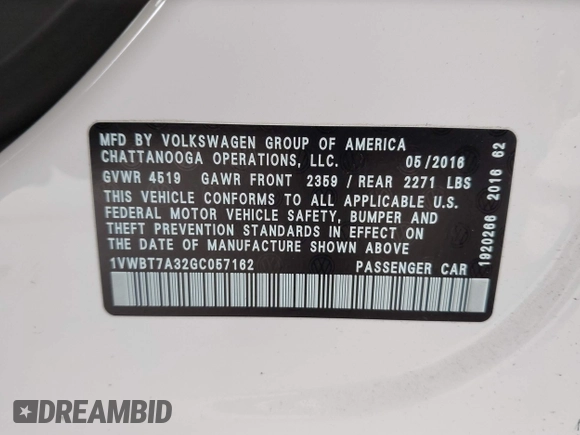 MFD BY VOLKSWAGEN GROUP OF AMERICA
CHATTANOOGA OPERATIONS, LLC. 05/2016
GVWR 4519 GAWR FRONT 2359 / REAR 2271 LBS
THIS VEHICLE CONFORMS TO ALL APPLICABLE U.S.
FEDERAL MOTOR VEHICLE SAFETY, BUMPER AND
THEFT PREVENTION STANDARDS IN EFFECT ON
THE DATE OF MANUFACTURE SHOWN ABOVE.
1VWBT7A32GC057162 PASSENGER CAR
1920266 2016 62
DREAMBID